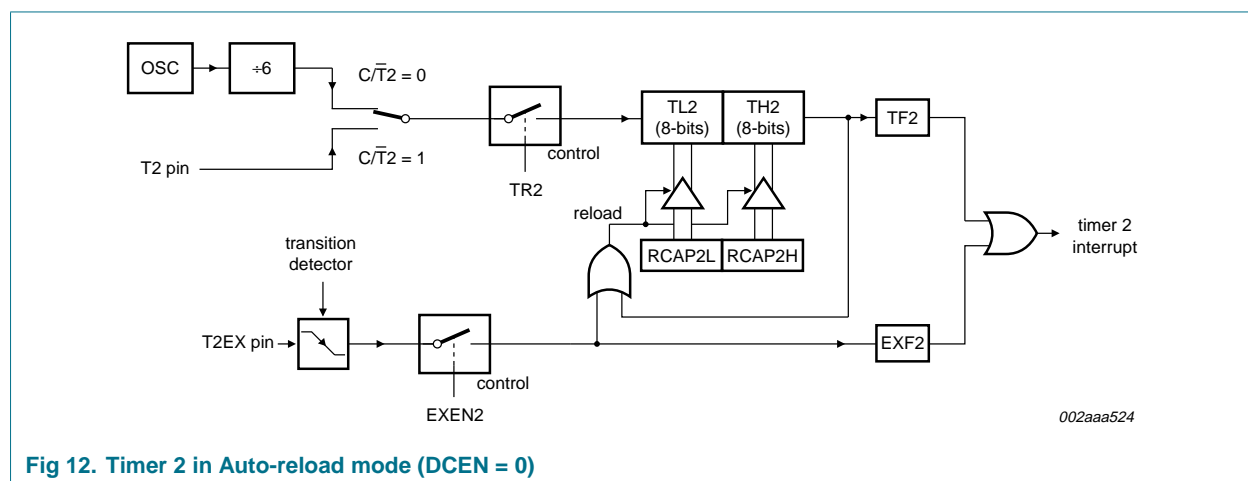 OSC
÷6
C/T̅2 = 0
T2 pin
C/T̅2 = 1
control
TR2
TL2
(8-bits)
TH2
(8-bits)
TF2
reload
RCAP2L
RCAP2H
timer 2
interrupt
transition
detector
T2EX pin
control
EXEN2
EXF2
002aaa524
Fig 12. Timer 2 in Auto-reload mode (DCEN = 0)